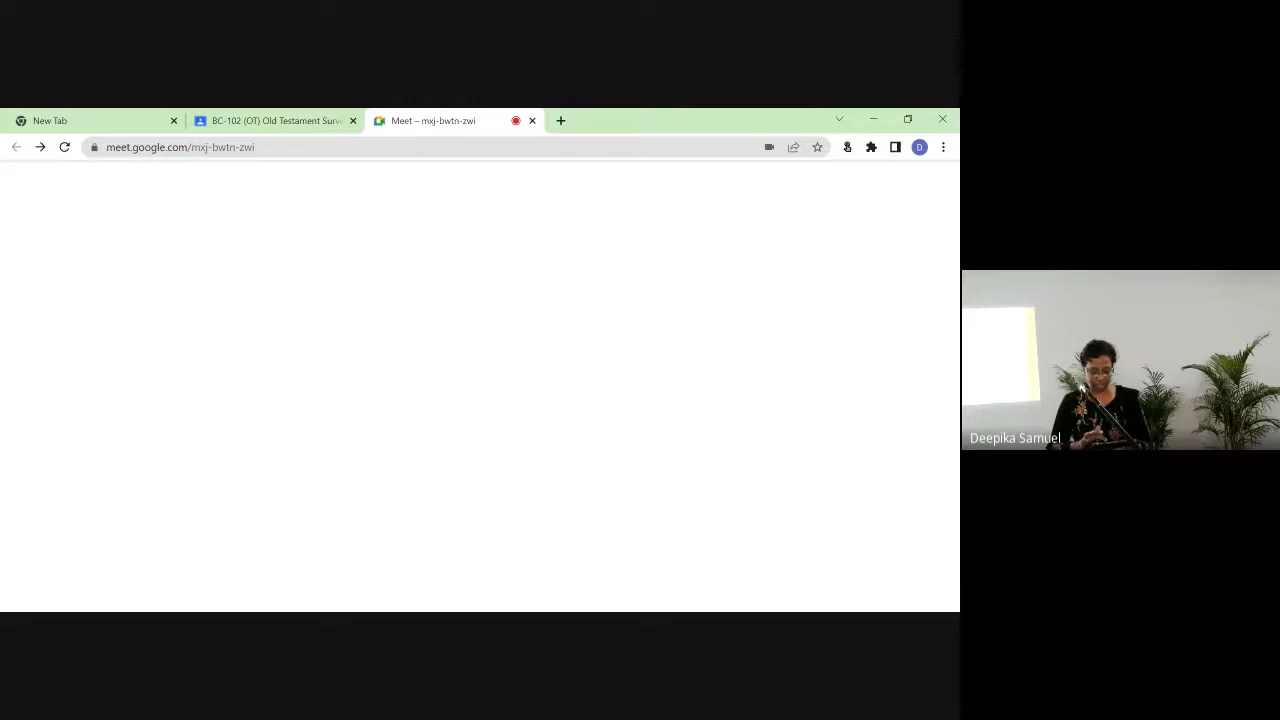 New Tab
BC-102 (OT) Old Testament Surve
Meet – mxj-bwtn-zwi
meet.google.com/mxj-bwtn-zwi
D
Deepika Samuel